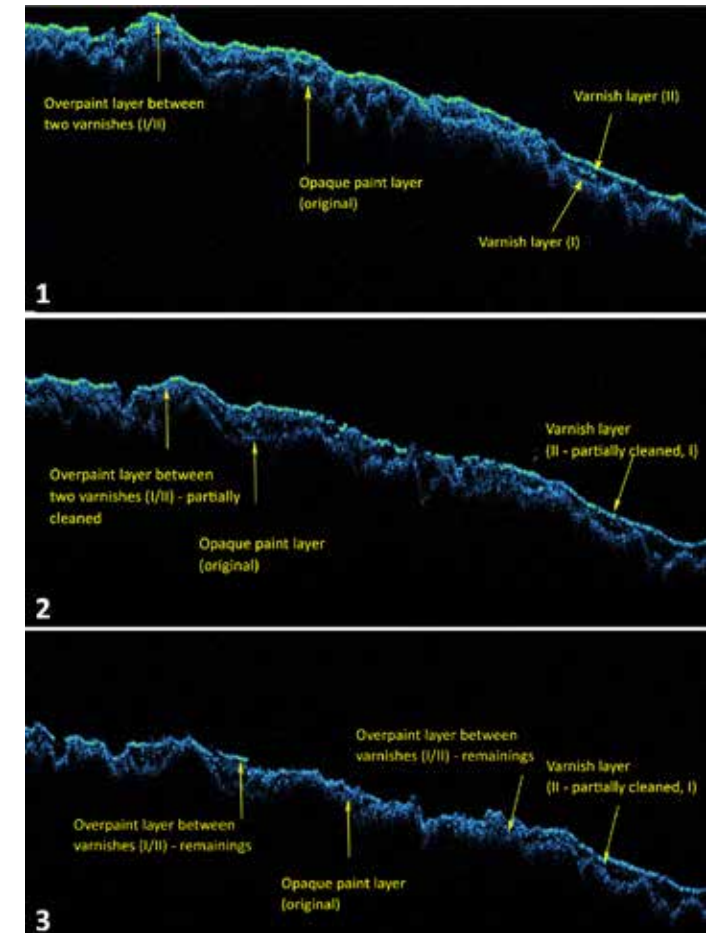 Overpaint layer between
two varnishes (I/II)
Varnish layer (II)
Opaque paint layer
(original)
Varnish layer (I)
1
Varnish layer
(II - partially cleaned, I)
Overpaint layer between
two varnishes (I/II) - partially
cleaned
Opaque paint layer
(original)
2
Overpaint layer between
varnishes (I/II) - remainings
Varnish layer
(II - partially cleaned, I)
Overpaint layer between
varnishes (I/II) - remainings
Opaque paint layer
(original)
3